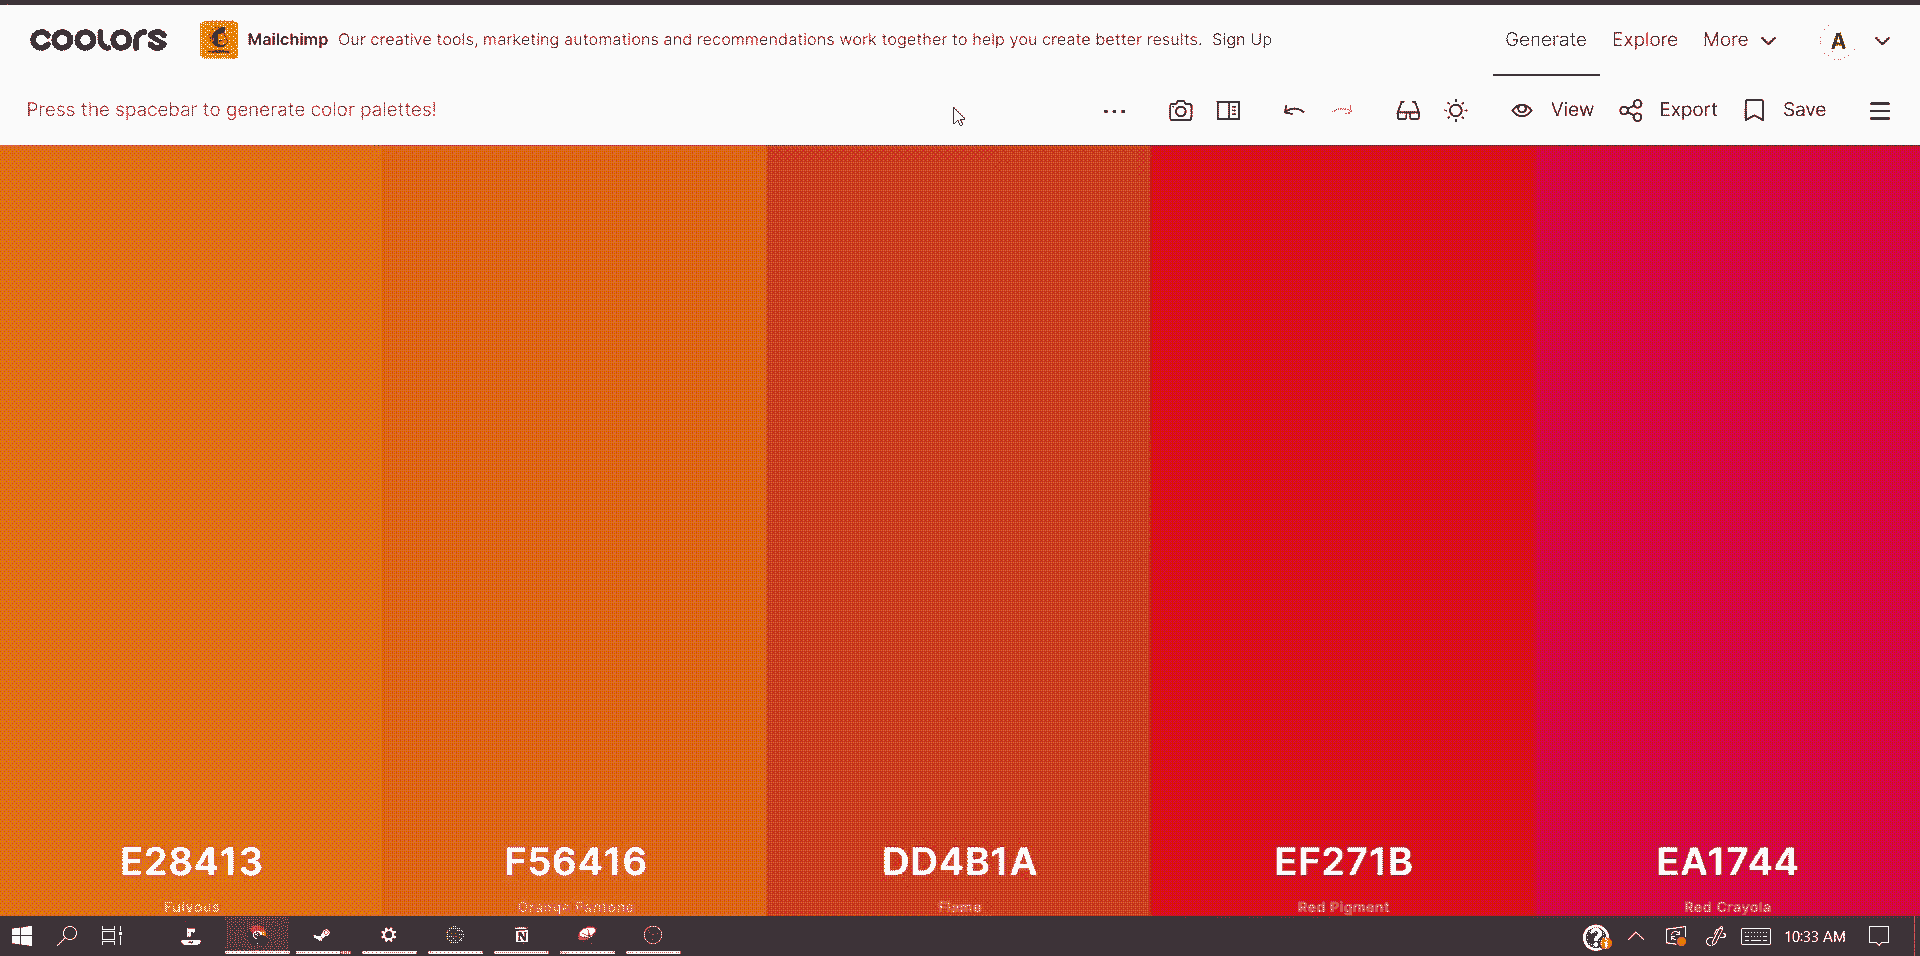 coolors
Mailchimp Our creative tools, marketing automations and recommendations work together to help you create better results. Sign Up
Generate Explore More A
Press the spacebar to generate color palettes!
View Export Save
E28413 F56416 DD4B1A EF271B EA1744
Fulvous Orange Pantone Flame Red Pigment Red Crayola
10:33 AM